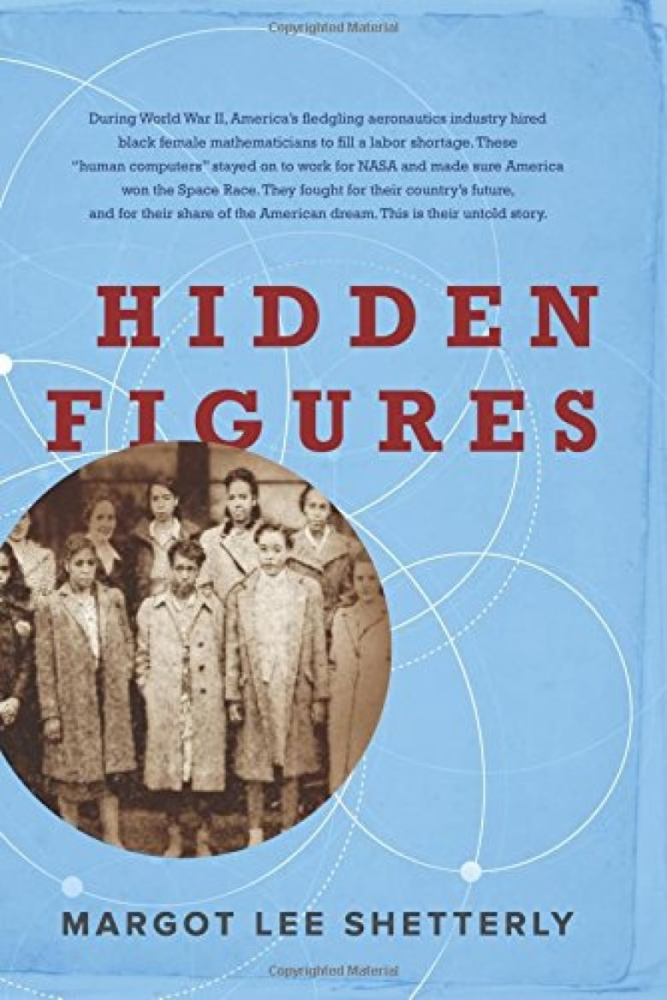 Copyrighted Material
During World War II, America's fledgling aeronautics industry hired
black female mathematicians to fill a labor shortage. These
“human computers” stayed on to work for NASA and made sure America
won the Space Race. They fought for their country's future,
and for their share of the American dream. This is their untold story.
HIDDEN
FIGURES
MARGOT LEE SHETTERLY
Copyrighted Material